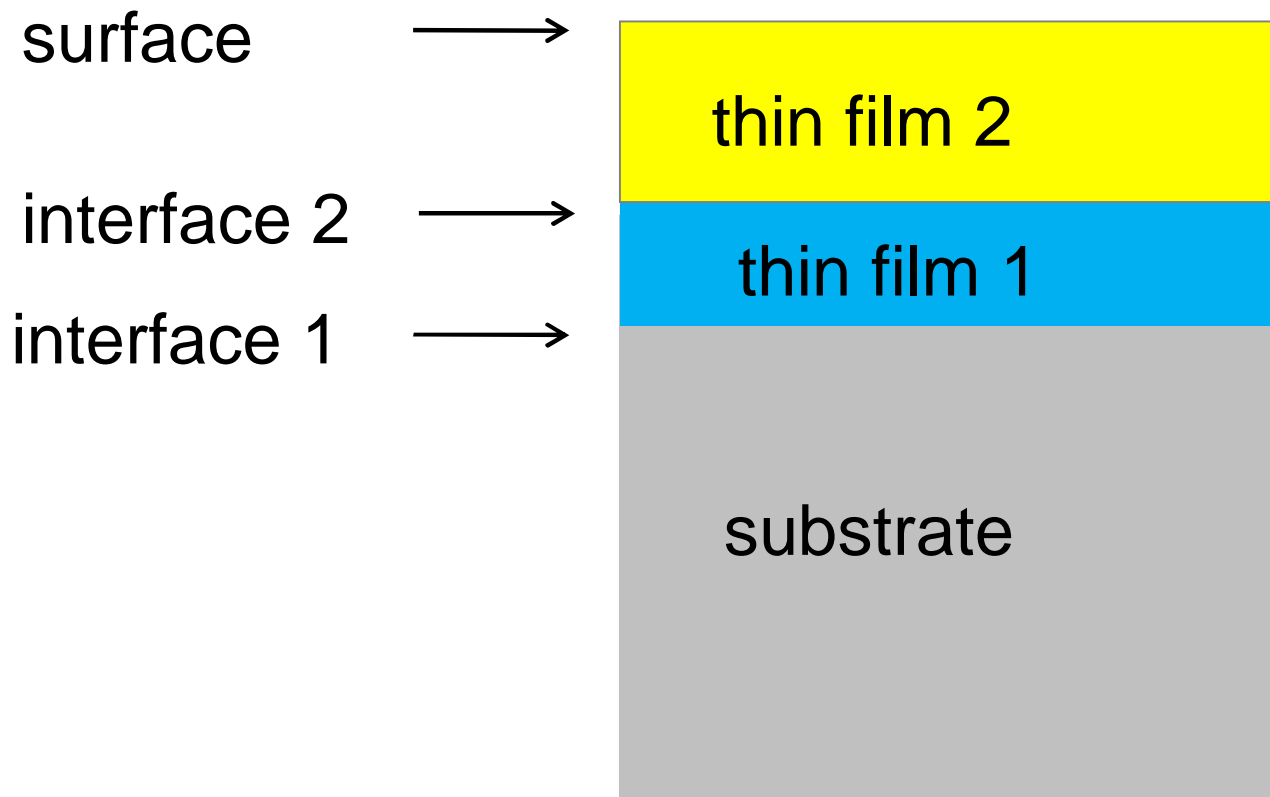 surface
thin film 2
interface 2
thin film 1
interface 1
substrate